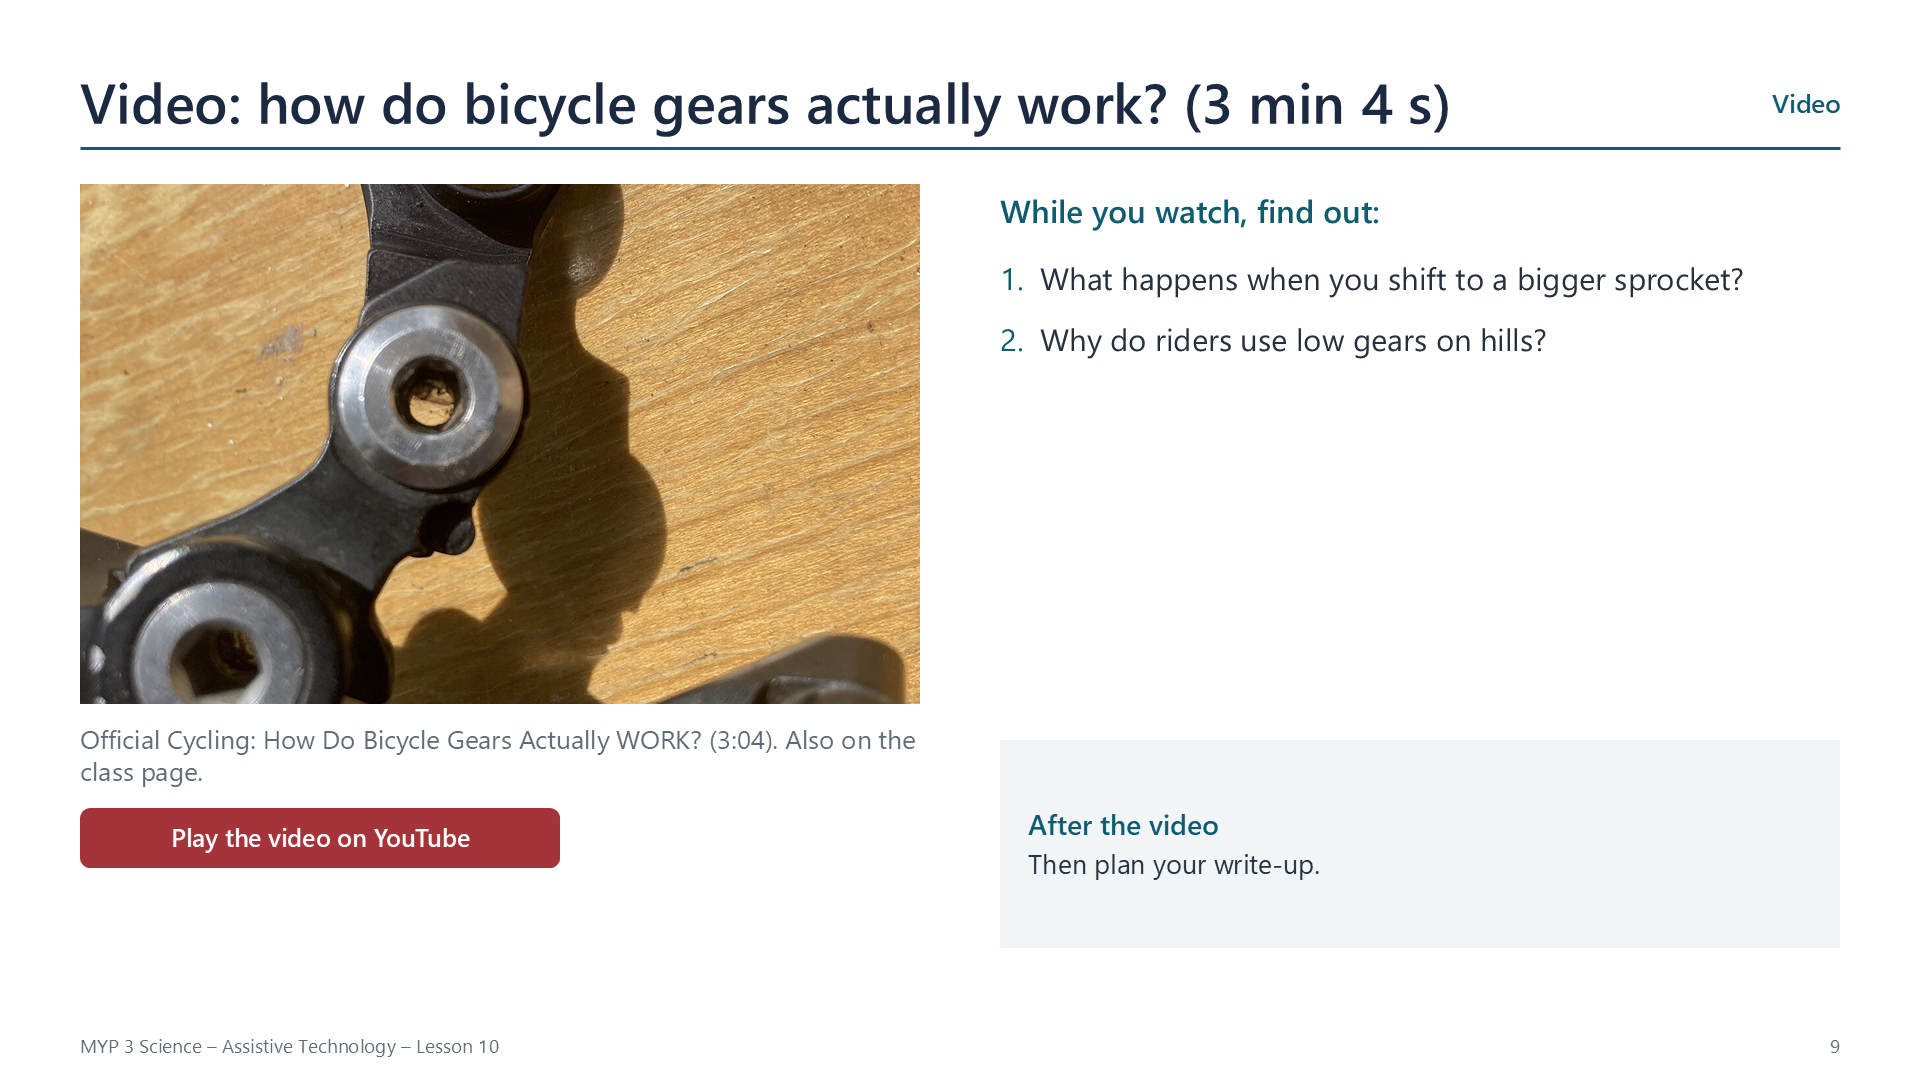 Video: how do bicycle gears actually work? (3 min 4 s)
Video
While you watch, find out:
1. What happens when you shift to a bigger sprocket?
2. Why do riders use low gears on hills?
Official Cycling: How Do Bicycle Gears Actually WORK? (3:04). Also on the
class page.
Play the video on YouTube
After the video
Then plan your write-up.
MYP 3 Science – Assistive Technology – Lesson 10
9